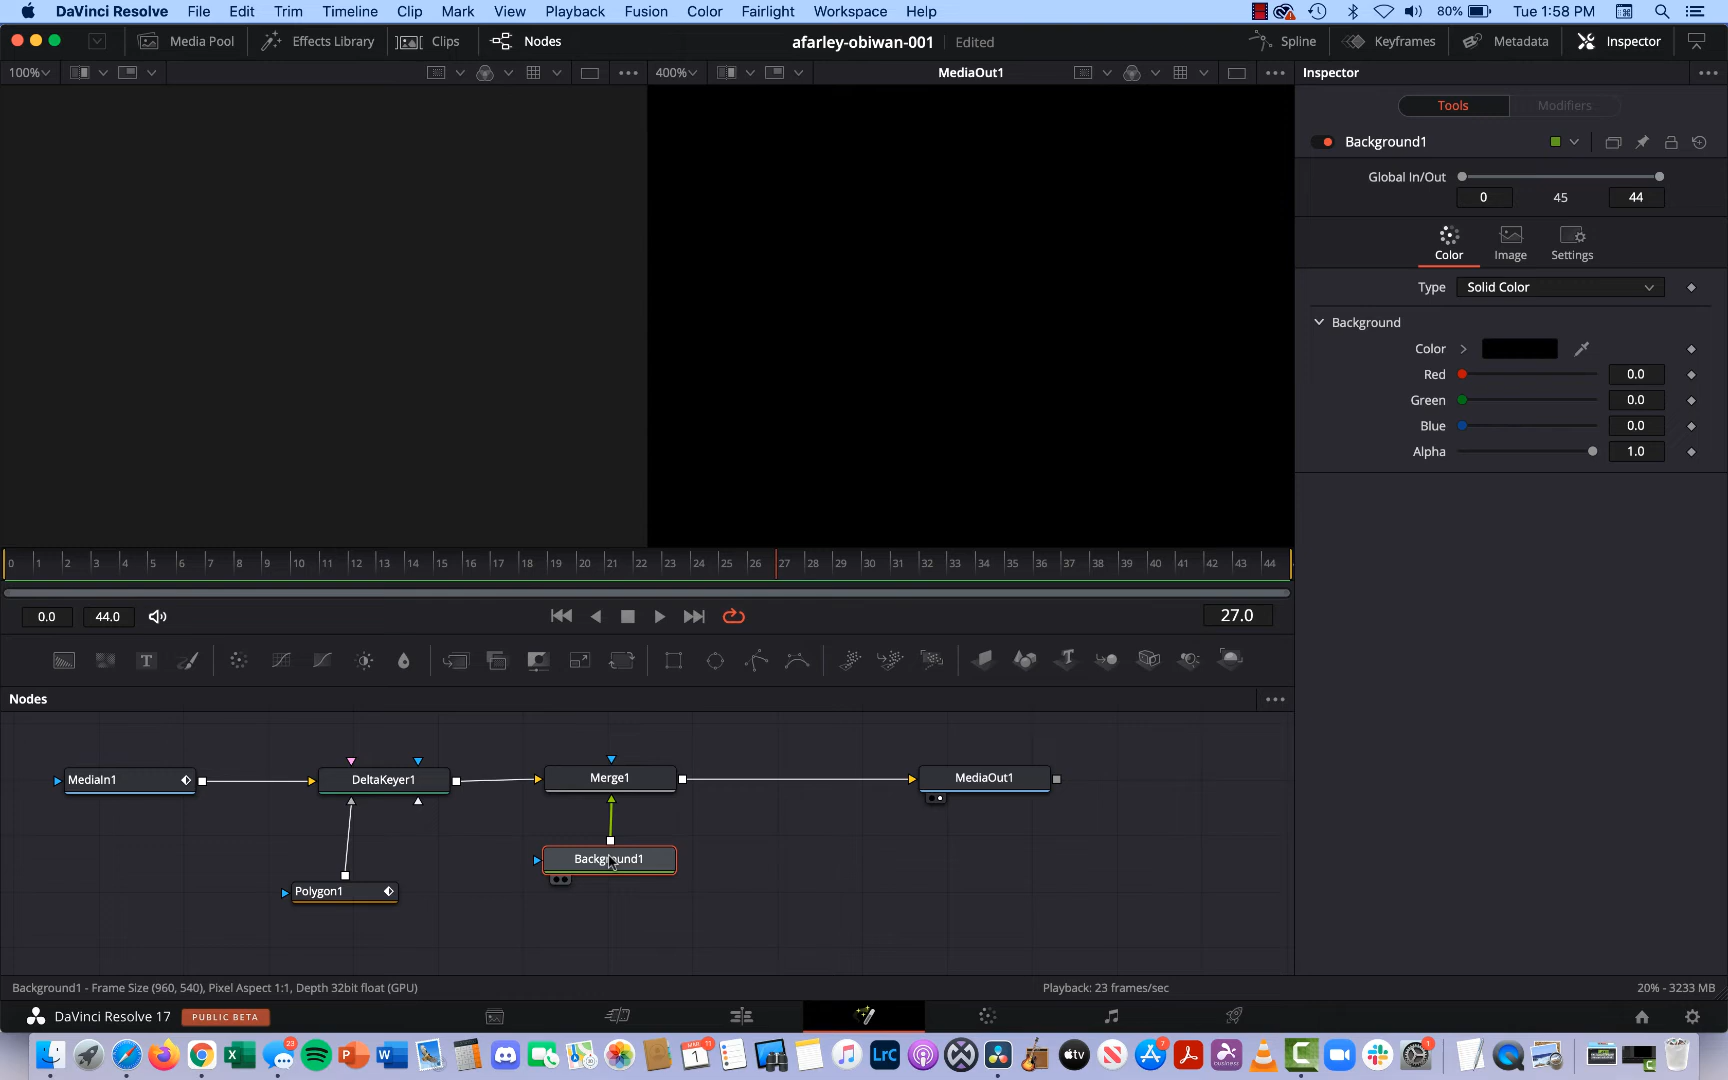 DaVinci Resolve File Edit Trim Timeline Clip Mark View Playback Fusion Color Fairlight Workspace Help 80% Tue 1:58 PM
Media Pool Effects Library Clips Nodes afarley-obiwan-001 Edited Spline Keyframes Metadata Inspector
100% 400% MediaOut1 Inspector
Tools Modifiers
Background1
Global In/Out
0 45 44
Color Image Settings
Type Solid Color
Background
Color
Red 0.0
Green 0.0
Blue 0.0
Alpha 1.0
0 1 2 3 4 5 6 7 8 9 10 11 12 13 14 15 16 17 18 19 20 21 22 23 24 25 26 27 28 29 30 31 32 33 34 35 36 37 38 39 40 41 42 43 44
0.0 44.0 27.0
Nodes
MediaIn1 DeltaKeyer1 Merge1 MediaOut1
Background1
Polygon1
Background1 - Frame Size (960, 540), Pixel Aspect 1:1, Depth 32bit float (GPU) Playback: 23 frames/sec 20% - 3233 MB
DaVinci Resolve 17 PUBLIC BETA